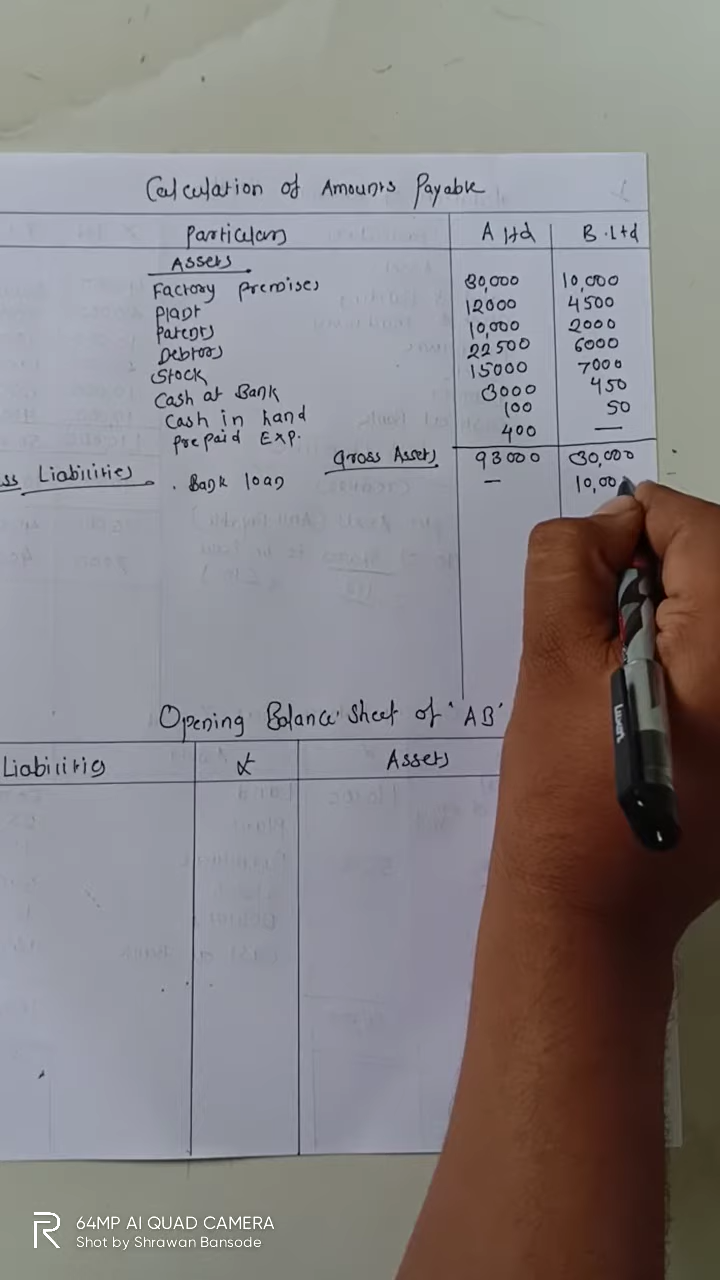 Calculation of Amounts Payable
Particulars A Ltd B. Ltd
Assets
Factory Premises 30,000 10,000
Plant 12000 4500
Patents 10,000 2000
Debtors 22500 6000
Stock 15000 7000
Cash at Bank 3000 450
Cash in hand 100 50
Prepaid Exp. 400 —
Gross Assets 93000 30,000
ss Liabilities . Bank loan — 10,00
Opening Balance Sheet of 'AB'
Liabilities ₹ Assets
64MP AI QUAD CAMERA
Shot by Shrawan Bansode